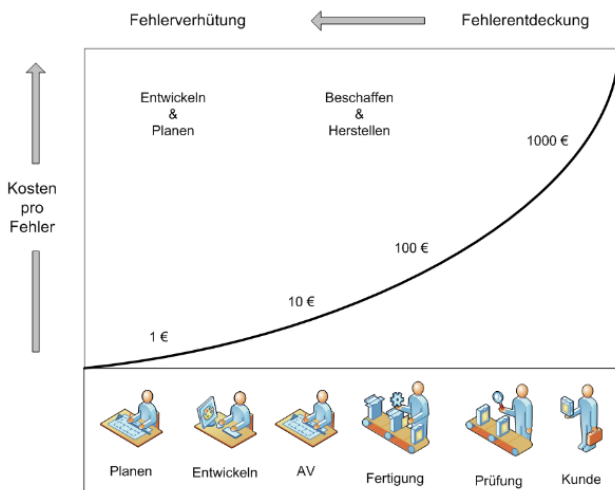 Fehlerverhütung
Fehlerentdeckung
Entwickeln
&
Planen
Beschaffen
&
Herstellen
1000 €
Kosten
pro
Fehler
100 €
10 €
1 €
Planen
Entwickeln
AV
Fertigung
Prüfung
Kunde